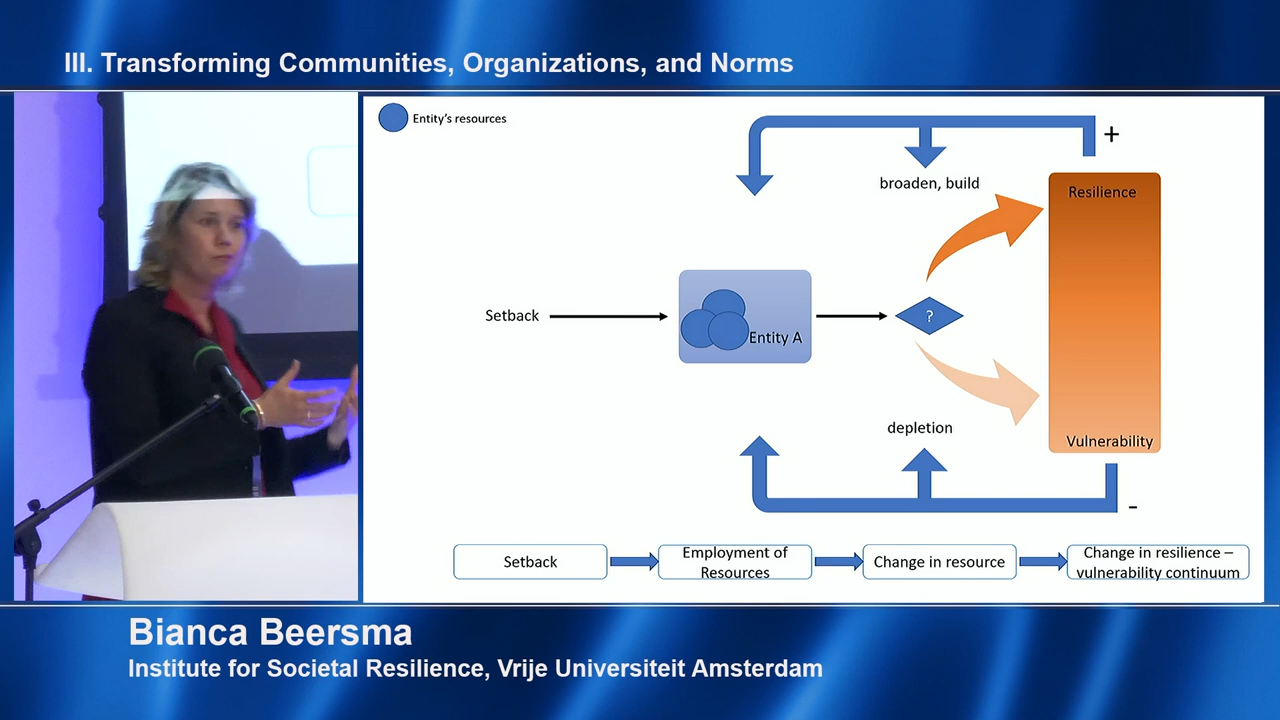 III. Transforming Communities, Organizations, and Norms
Entity's resources
+
broaden, build
Resilience
Setback
Entity A
?
depletion
Vulnerability
-
Setback
Employment of
Resources
Change in resource
Change in resilience –
vulnerability continuum
Bianca Beersma
Institute for Societal Resilience, Vrije Universiteit Amsterdam